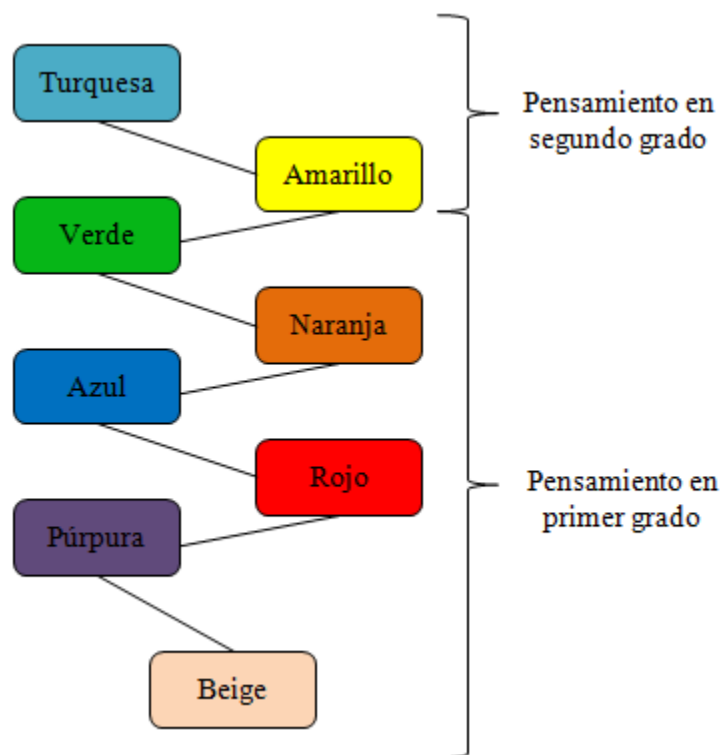 Turquesa
Pensamiento en
segundo grado
Amarillo
Verde
Naranja
Azul
Rojo
Pensamiento en
primer grado
Púrpura
Beige